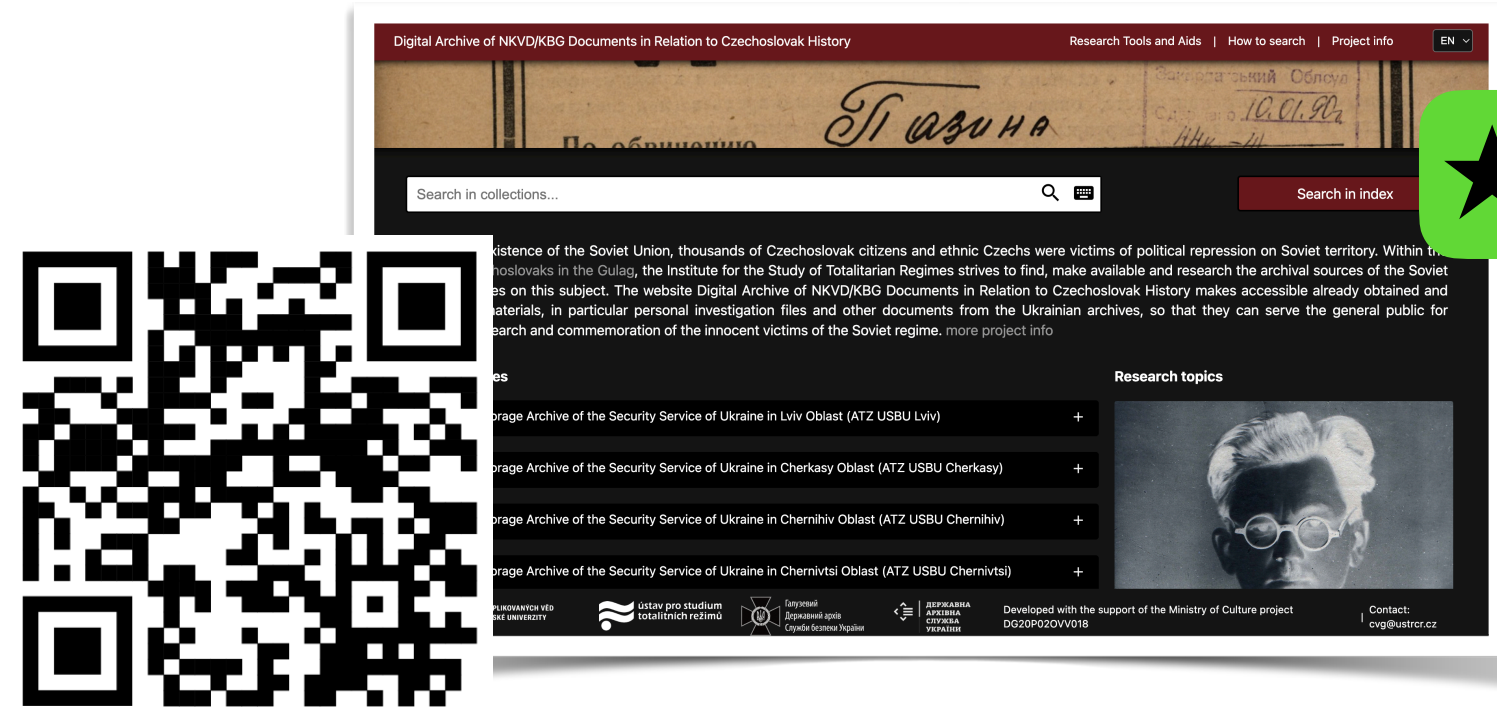 Digital Archive of NKVD/KBG Documents in Relation to Czechoslovak History
Research Tools and Aids | How to search | Project info
EN
Пазина
По обвинению
10.01.90
Search in collections...
Search in index
xistence of the Soviet Union, thousands of Czechoslovak citizens and ethnic Czechs were victims of political repression on Soviet territory. Within
hoslovaks in the Gulag, the Institute for the Study of Totalitarian Regimes strives to find, make available and research the archival sources of the Soviet
es on this subject. The website Digital Archive of NKVD/KBG Documents in Relation to Czechoslovak History makes accessible already obtained and
aterials, in particular personal investigation files and other documents from the Ukrainian archives, so that they can serve the general public for
earch and commemoration of the innocent victims of the Soviet regime. more project info
es
Research topics
orage Archive of the Security Service of Ukraine in Lviv Oblast (ATZ USBU Lviv) +
orage Archive of the Security Service of Ukraine in Cherkasy Oblast (ATZ USBU Cherkasy) +
orage Archive of the Security Service of Ukraine in Chernihiv Oblast (ATZ USBU Chernihiv) +
orage Archive of the Security Service of Ukraine in Chernivtsi Oblast (ATZ USBU Chernivtsi) +
PLIKOVANÝCH VĚD
SKÉ UNIVERZITY
ústav pro studium
totalitních režimů
Галузевий
Державний архів
Служби безпеки України
ДЕРЖАВНА
АРХІВНА
СЛУЖБА
УКРАЇНИ
Developed with the support of the Ministry of Culture project
DG20P02OVV018
| Contact:
cvg@ustrcr.cz